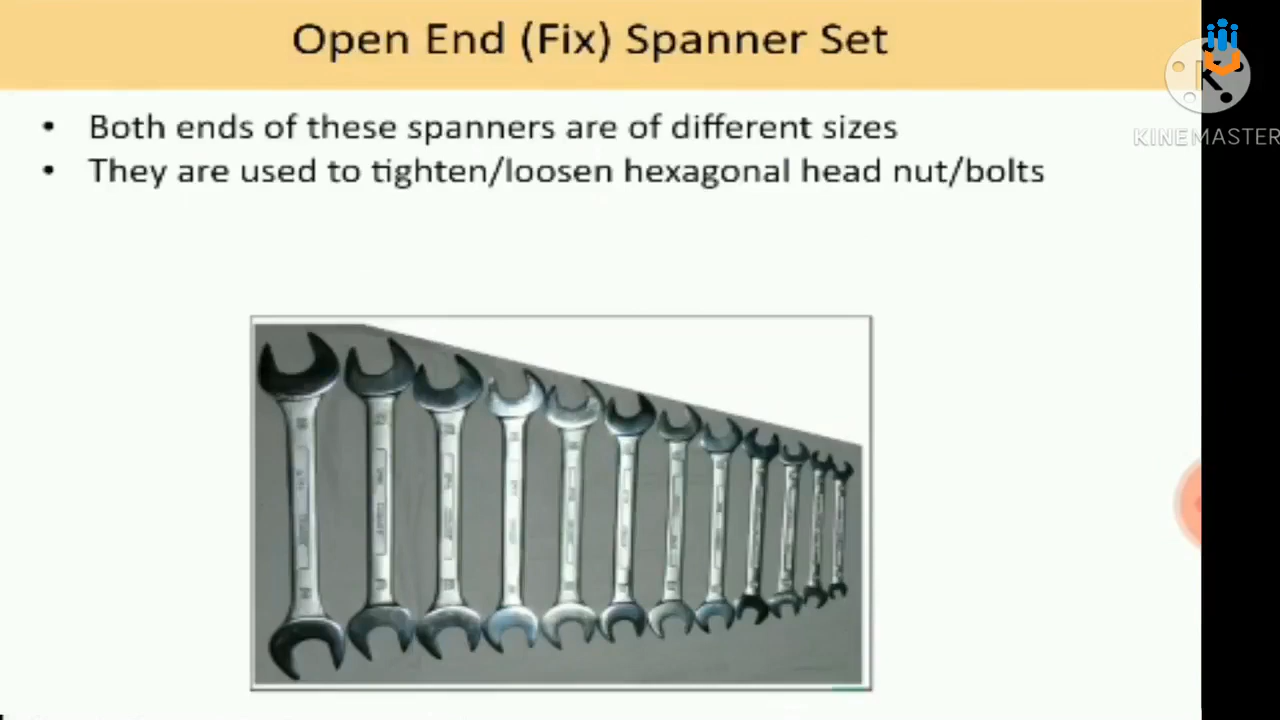 Open End (Fix) Spanner Set
• Both ends of these spanners are of different sizes
• They are used to tighten/loosen hexagonal head nut/bolts
KINEMASTER